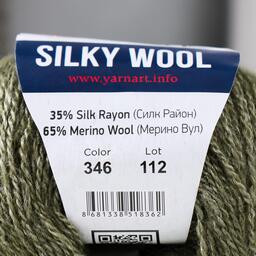 SILKY WOOL
www.yarnart.info
35% Silk Rayon (Силк Район)
65% Merino Wool (Мерино Вул)
Color Lot
346 112
8 681338 518362